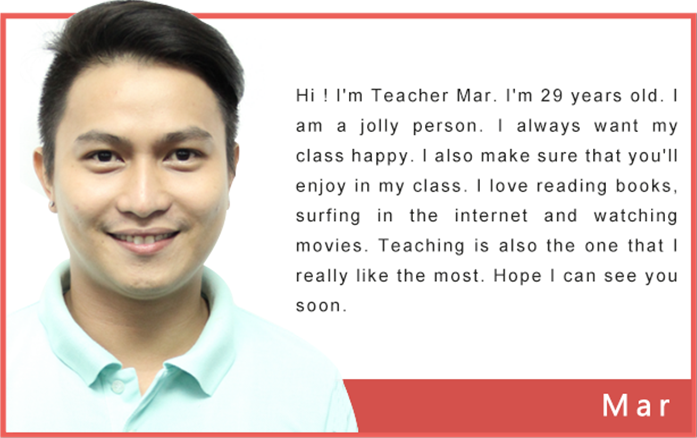 Hi ! I'm Teacher Mar. I'm 29 years old. I
am a jolly person. I always want my
class happy. I also make sure that you'll
enjoy in my class. I love reading books,
surfing in the internet and watching
movies. Teaching is also the one that I
really like the most. Hope I can see you
soon.
Mar